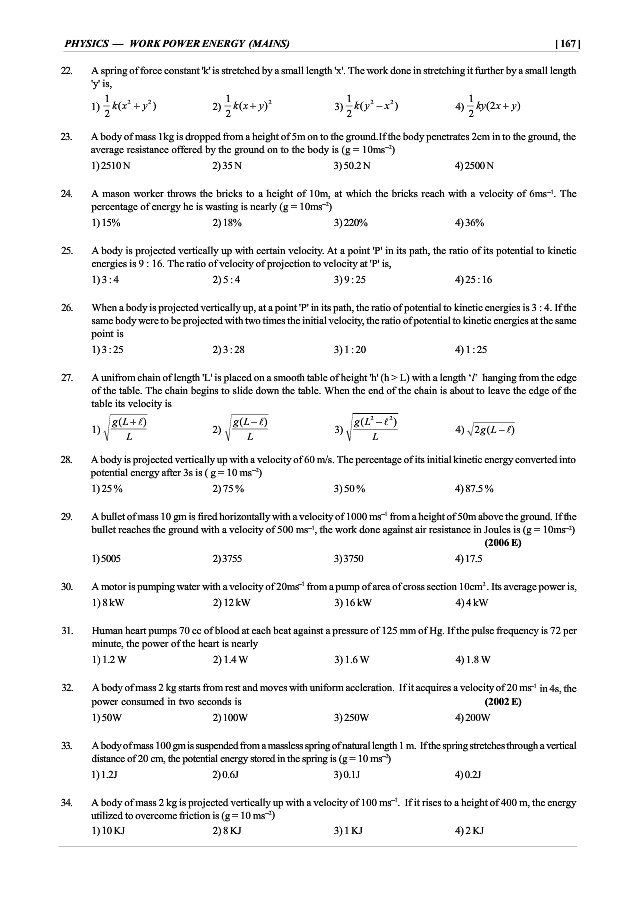 PHYSICS — WORK POWER ENERGY (MAINS) [ 167 ]
22. A spring of force constant 'k' is stretched by a small length 'x'. The work done in stretching it further by a small length
'y' is,
1) 1/2 k(x² + y²) 2) 1/2 k(x + y)² 3) 1/2 k(y² − x²) 4) 1/2 ky(2x + y)
23. A body of mass 1kg is dropped from a height of 5m on to the ground.If the body penetrates 2cm in to the ground, the
average resistance offered by the ground on to the body is (g = 10ms⁻²)
1) 2510 N 2) 35 N 3) 50.2 N 4) 2500 N
24. A mason worker throws the bricks to a height of 10m, at which the bricks reach with a velocity of 6ms⁻¹. The
percentage of energy he is wasting is nearly (g = 10ms⁻²)
1) 15% 2) 18% 3) 220% 4) 36%
25. A body is projected vertically up with certain velocity. At a point 'P' in its path, the ratio of its potential to kinetic
energies is 9 : 16. The ratio of velocity of projection to velocity at 'P' is,
1) 3 : 4 2) 5 : 4 3) 9 : 25 4) 25 : 16
26. When a body is projected vertically up, at a point 'P' in its path, the ratio of potential to kinetic energies is 3 : 4. If the
same body were to be projected with two times the initial velocity, the ratio of potential to kinetic energies at the same
point is
1) 3 : 25 2) 3 : 28 3) 1 : 20 4) 1 : 25
27. A unifrom chain of length 'L' is placed on a smooth table of height 'h' (h > L) with a length 'l' hanging from the edge
of the table. The chain begins to slide down the table. When the end of the chain is about to leave the edge of the
table its velocity is
1) √(g(L + ℓ)/L) 2) √(g(L − ℓ)/L) 3) √(g(L² − ℓ²)/L) 4) √(2g(L − ℓ))
28. A body is projected vertically up with a velocity of 60 m/s. The percentage of its initial kinetic energy converted into
potential energy after 3s is ( g = 10 ms⁻²)
1) 25 % 2) 75 % 3) 50 % 4) 87.5 %
29. A bullet of mass 10 gm is fired horizontally with a velocity of 1000 ms⁻¹ from a height of 50m above the ground. If the
bullet reaches the ground with a velocity of 500 ms⁻¹, the work done against air resistance in Joules is (g = 10ms⁻²)
(2006 E)
1) 5005 2) 3755 3) 3750 4) 17.5
30. A motor is pumping water with a velocity of 20ms⁻¹ from a pump of area of cross section 10cm². Its average power is,
1) 8 kW 2) 12 kW 3) 16 kW 4) 4 kW
31. Human heart pumps 70 cc of blood at each beat against a pressure of 125 mm of Hg. If the pulse frequency is 72 per
minute, the power of the heart is nearly
1) 1.2 W 2) 1.4 W 3) 1.6 W 4) 1.8 W
32. A body of mass 2 kg starts from rest and moves with uniform accleration. If it acquires a velocity of 20 ms⁻¹ in 4s, the
power consumed in two seconds is (2002 E)
1) 50W 2) 100W 3) 250W 4) 200W
33. A body of mass 100 gm is suspended from a massless spring of natural length 1 m. If the spring stretches through a vertical
distance of 20 cm, the potential energy stored in the spring is (g = 10 ms⁻²)
1) 1.2J 2) 0.6J 3) 0.1J 4) 0.2J
34. A body of mass 2 kg is projected vertically up with a velocity of 100 ms⁻¹. If it rises to a height of 400 m, the energy
utilized to overcome friction is (g = 10 ms⁻²)
1) 10 KJ 2) 8 KJ 3) 1 KJ 4) 2 KJ